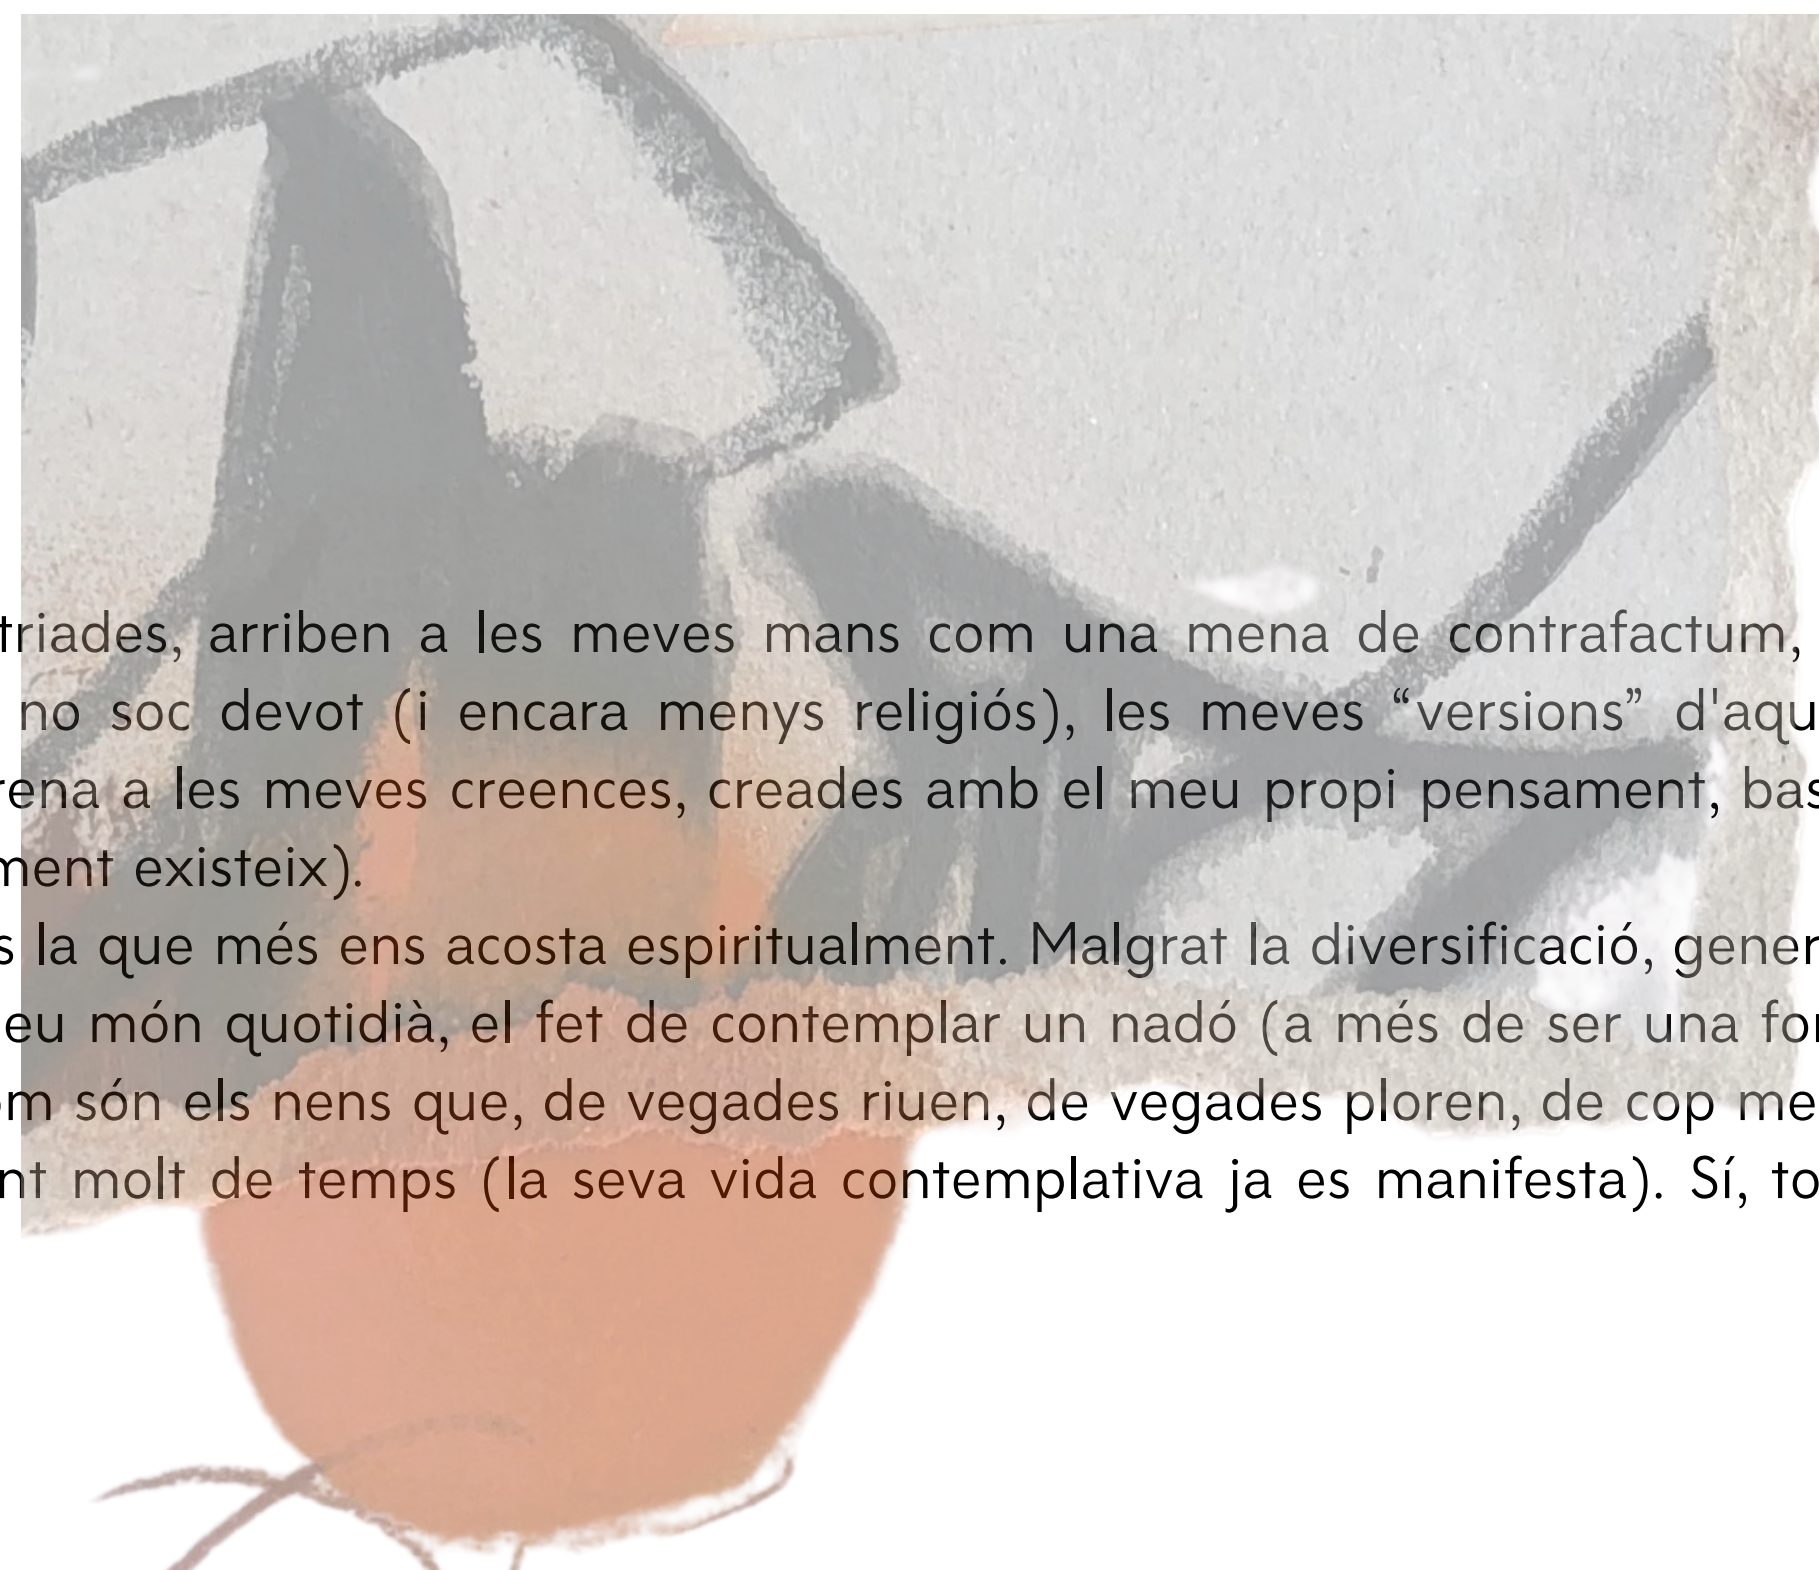 triades, arriben a les meves mans com una mena de contrafactum,
no soc devot (i encara menys religiós), les meves “versions” d'aqu
rena a les meves creences, creades amb el meu propi pensament, bas
ment existeix).
s la que més ens acosta espiritualment. Malgrat la diversificació, gener
eu món quotidià, el fet de contemplar un nadó (a més de ser una for
om són els nens que, de vegades riuen, de vegades ploren, de cop me
nt molt de temps (la seva vida contemplativa ja es manifesta). Sí, to